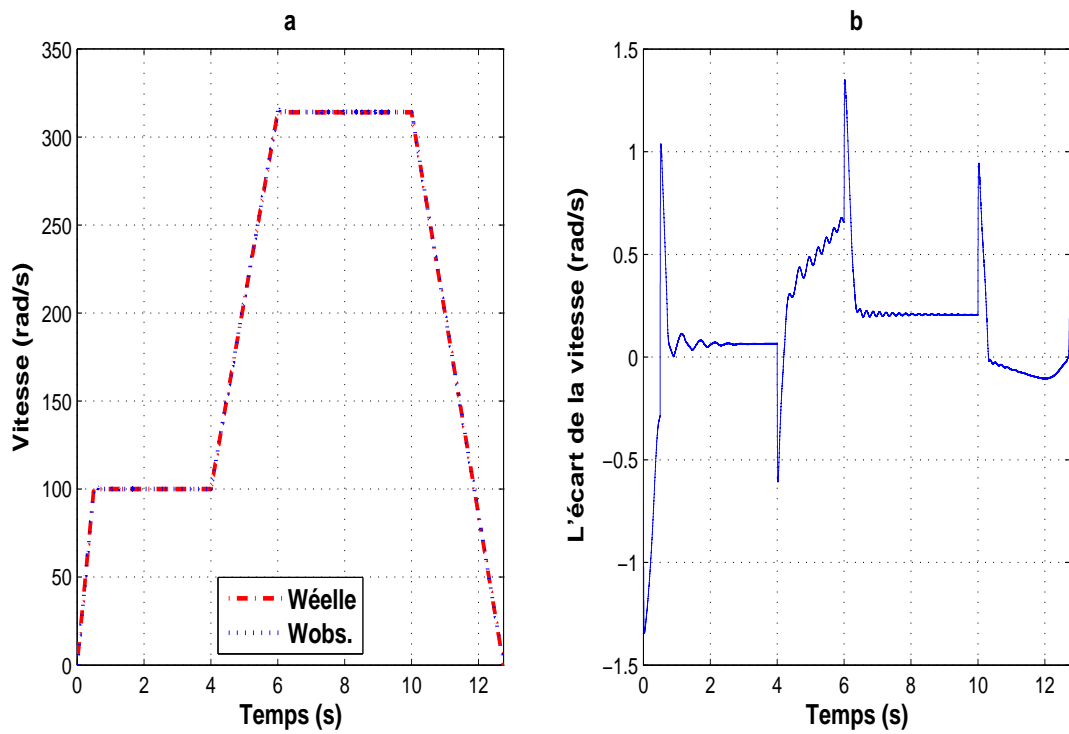 a
350
300
250
200
150
100
50
0
0 2 4 6 8 10 12
Vitesse (rad/s)
Temps (s)
Wéelle
Wobs.
b
1.5
1
0.5
0
−0.5
−1
−1.5
0 2 4 6 8 10 12
L'écart de la vitesse (rad/s)
Temps (s)